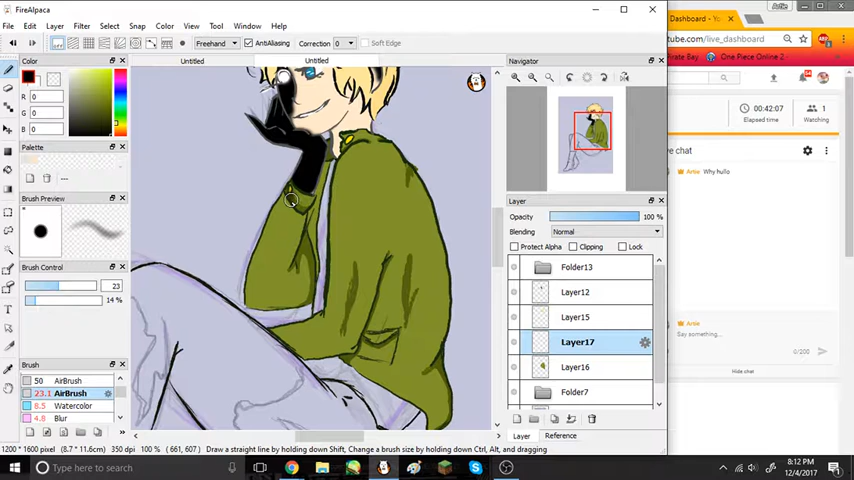 FireAlpaca
File Edit Layer Filter Select Snap Color View Tool Window Help
Freehand AntiAliasing Correction 0 Soft Edge
Color
R 0
G 0
B 0
Palette
---
Brush Preview
Brush Control
23
14 %
Brush
50 AirBrush
23.1 AirBrush
8.5 Watercolor
4.8 Blur
Untitled Untitled
Navigator
Layer
Opacity 100 %
Blending Normal
Protect Alpha Clipping Lock
Folder13
Layer12
Layer15
Layer17
Layer16
Folder7
Layer Reference
1200 * 1600 pixel (8.7 * 11.6cm) 350 dpi 100 % ( 661, 607) Draw a straight line by holding down Shift, Change a brush size by holding down Ctrl, Alt, and dragging
Artie
Dashboard - Yo
tube.com/live_dashboard
irate Bay One Piece Online 2
00:42:07
Elapsed time
1
Watching
ve chat
Artie Why hullo
Artie
Say something...
0/200
Hide chat
Type here to search
8:12 PM
12/4/2017